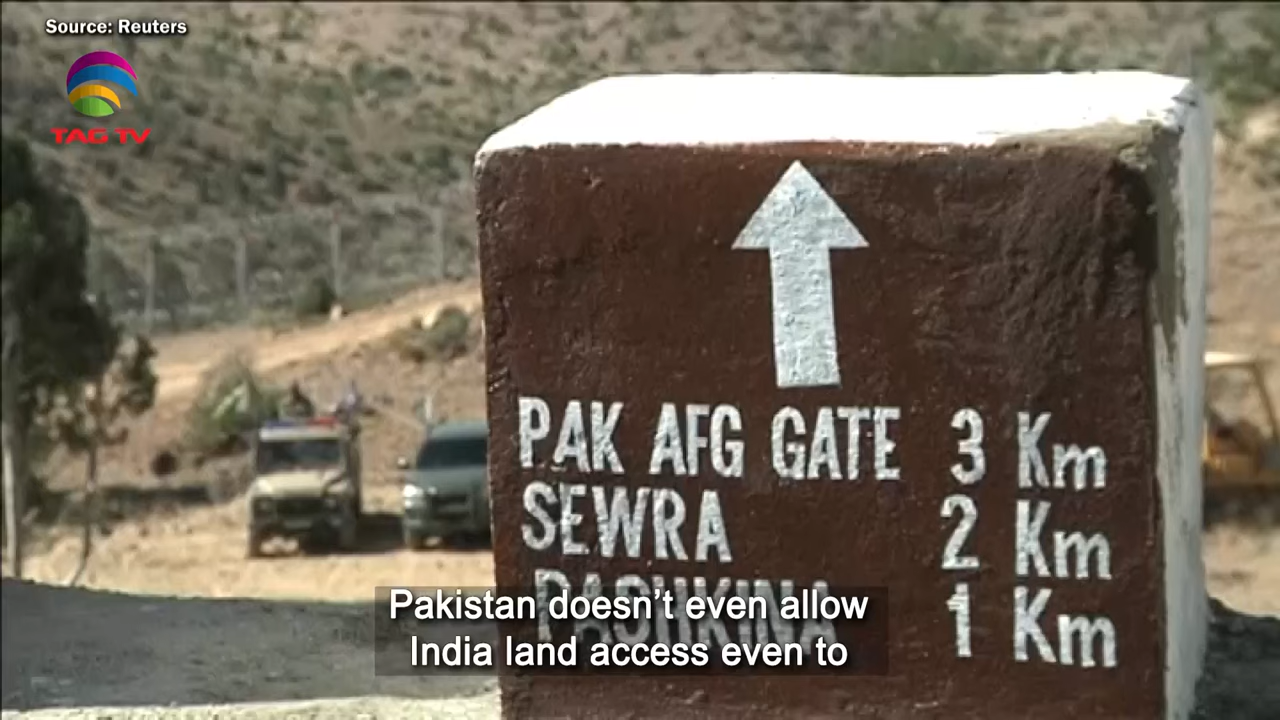 Source: Reuters
TAG TV
PAK AFG GATE 3 Km
SEWRA 2 Km
PASHKINA 1 Km
Pakistan doesn't even allow
India land access even to